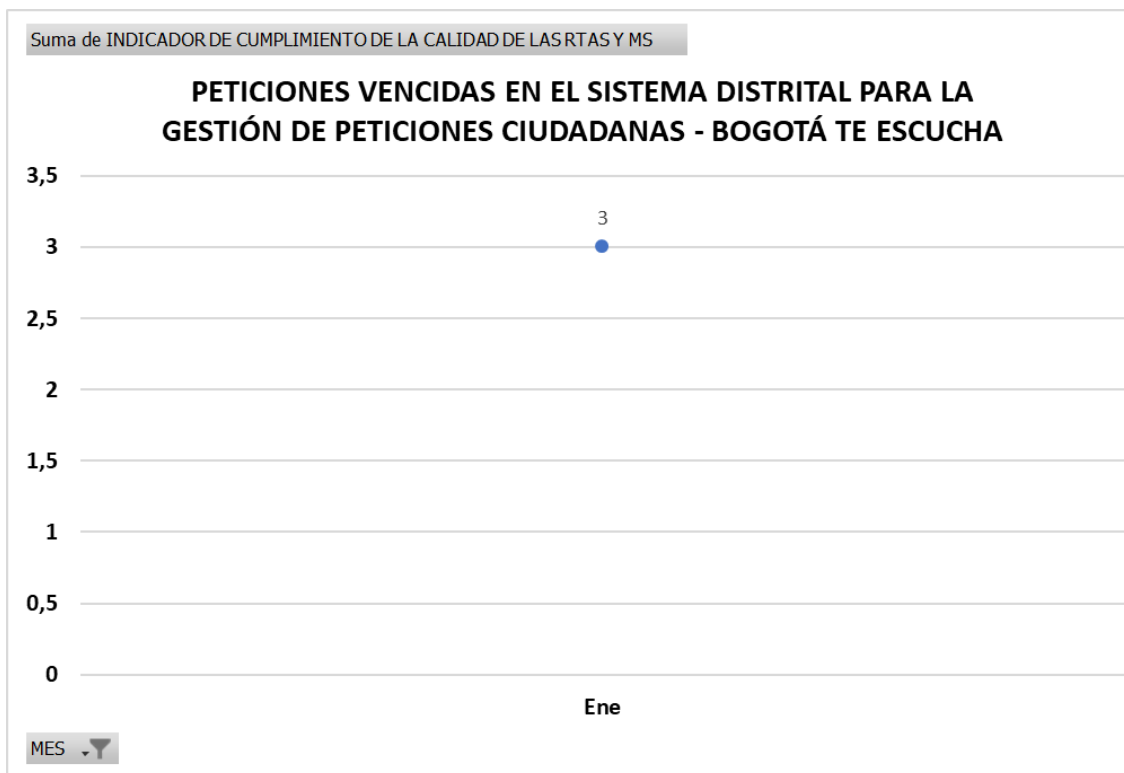 Suma de INDICADOR DE CUMPLIMIENTO DE LA CALIDAD DE LAS RTAS Y MS
PETICIONES VENCIDAS EN EL SISTEMA DISTRITAL PARA LA
GESTIÓN DE PETICIONES CIUDADANAS - BOGOTÁ TE ESCUCHA
3,5
3
3
2,5
2
1,5
1
0,5
0
Ene
MES